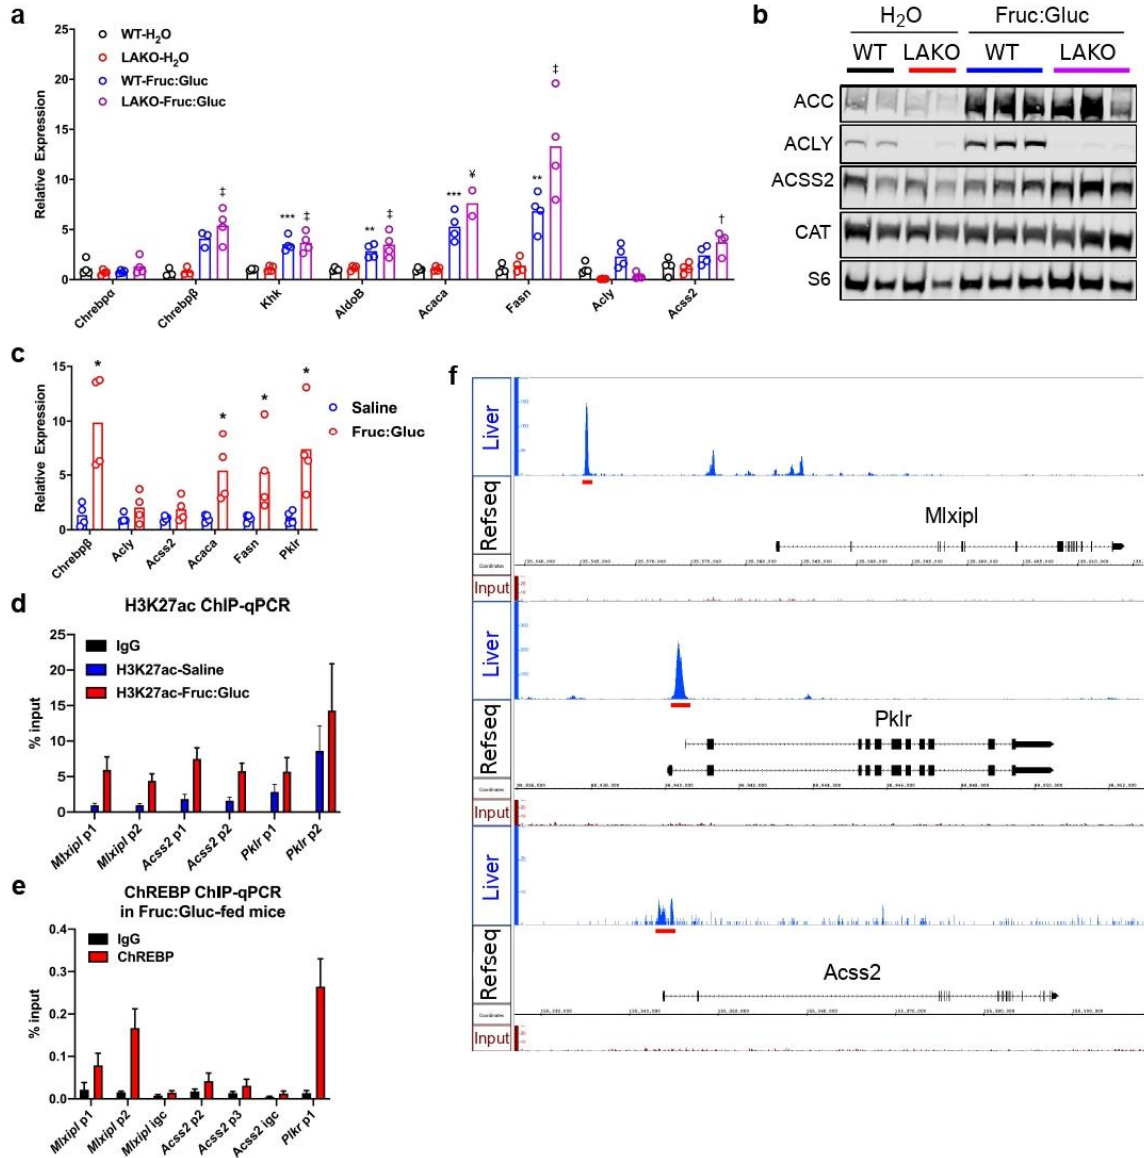 a
25
20
15
10
5
0
Relative Expression
WT-H₂O
LAKO-H₂O
WT-Fruc:Gluc
LAKO-Fruc:Gluc
‡
***
‡
**
‡
***
¥
**
‡
†
Chrebpα
Chrebpβ
Khk
AldoB
Acaca
Fasn
Acly
Acss2
b
H₂O
Fruc:Gluc
WT
LAKO
WT
LAKO
ACC
ACLY
ACSS2
CAT
S6
c
15
10
5
0
Relative Expression
*
*
*
*
Saline
Fruc:Gluc
Chrebpβ
Acly
Acss2
Acaca
Fasn
Pklr
d
H3K27ac ChIP-qPCR
25
20
15
10
5
0
% input
IgG
H3K27ac-Saline
H3K27ac-Fruc:Gluc
Mlxipl p1
Mlxipl p2
Acss2 p1
Acss2 p2
Pklr p1
Pklr p2
e
ChREBP ChIP-qPCR
in Fruc:Gluc-fed mice
0.4
0.3
0.2
0.1
0.0
% input
IgG
ChREBP
Mlxipl p1
Mlxipl p2
Mlxipl igc
Acss2 p2
Acss2 p3
Acss2 igc
Plkr p1
f
Liver
Refseq
Mlxipl
Coordinates
Input
Liver
Refseq
Pklr
Coordinates
Input
Liver
Refseq
Acss2
Coordinates
Input